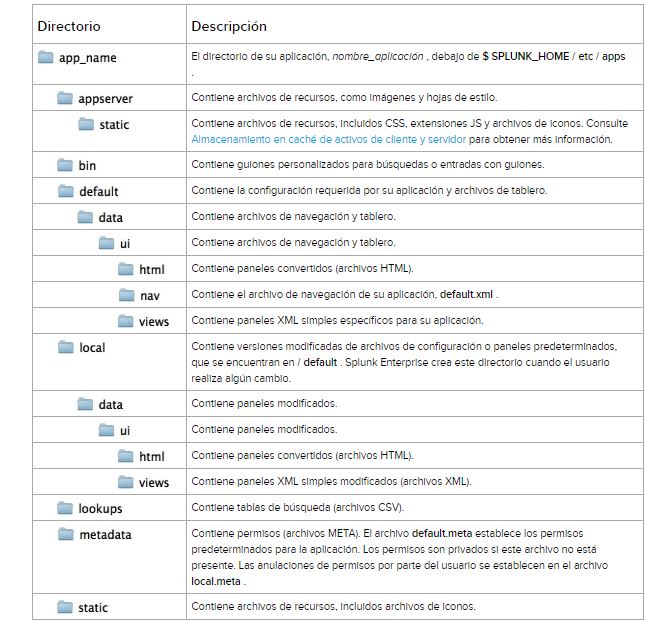 Directorio Descripción
app_name El directorio de su aplicación, nombre_aplicación , debajo de $ SPLUNK_HOME / etc / apps
.
appserver Contiene archivos de recursos, como imágenes y hojas de estilo.
static Contiene archivos de recursos, incluidos CSS, extensiones JS y archivos de iconos. Consulte
Almacenamiento en caché de activos de cliente y servidor para obtener más información.
bin Contiene guiones personalizados para búsquedas o entradas con guiones.
default Contiene la configuración requerida por su aplicación y archivos de tablero.
data Contiene archivos de navegación y tablero.
ui Contiene archivos de navegación y tablero.
html Contiene paneles convertidos (archivos HTML).
nav Contiene el archivo de navegación de su aplicación, default.xml .
views Contiene paneles XML simples específicos para su aplicación.
local Contiene versiones modificadas de archivos de configuración o paneles predeterminados,
que se encuentran en / default . Splunk Enterprise crea este directorio cuando el usuario
realiza algún cambio.
data Contiene paneles modificados.
ui Contiene paneles modificados.
html Contiene paneles convertidos (archivos HTML).
views Contiene paneles XML simples modificados (archivos XML).
lookups Contiene tablas de búsqueda (archivos CSV).
metadata Contiene permisos (archivos META). El archivo default.meta establece los permisos
predeterminados para la aplicación. Los permisos son privados si este archivo no está
presente. Las anulaciones de permisos por parte del usuario se establecen en el archivo
local.meta .
static Contiene archivos de recursos, incluidos archivos de iconos.